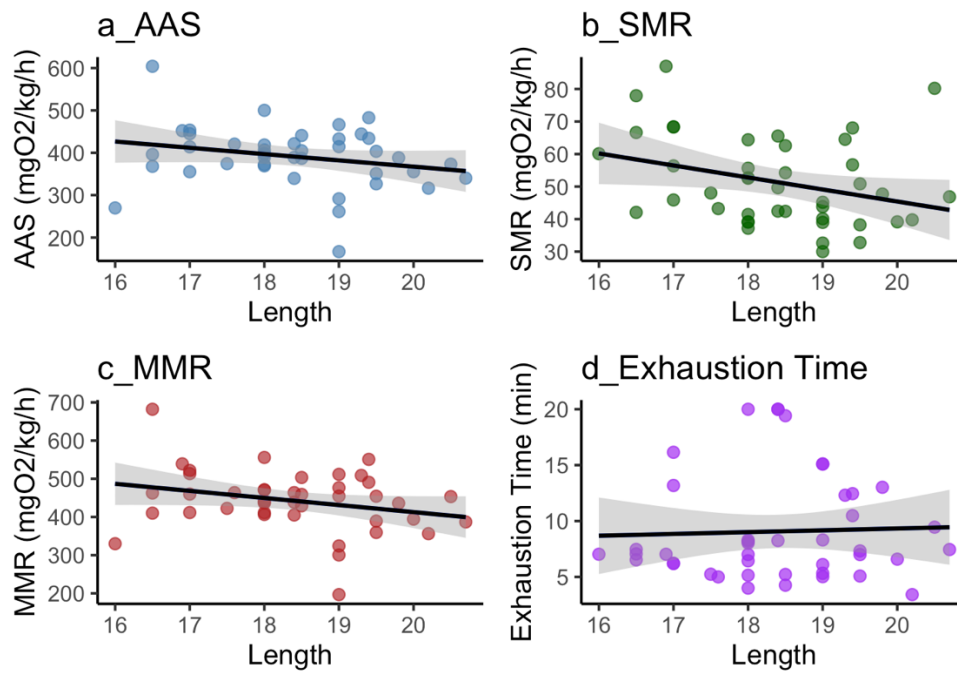 a_AAS
AAS (mgO2/kg/h)
600
500
400
300
200
16 17 18 19 20
Length
b_SMR
SMR (mgO2/kg/h)
80
70
60
50
40
30
16 17 18 19 20
Length
c_MMR
MMR (mgO2/kg/h)
700
600
500
400
300
200
16 17 18 19 20
Length
d_Exhaustion Time
Exhaustion Time (min)
20
15
10
5
16 17 18 19 20
Length